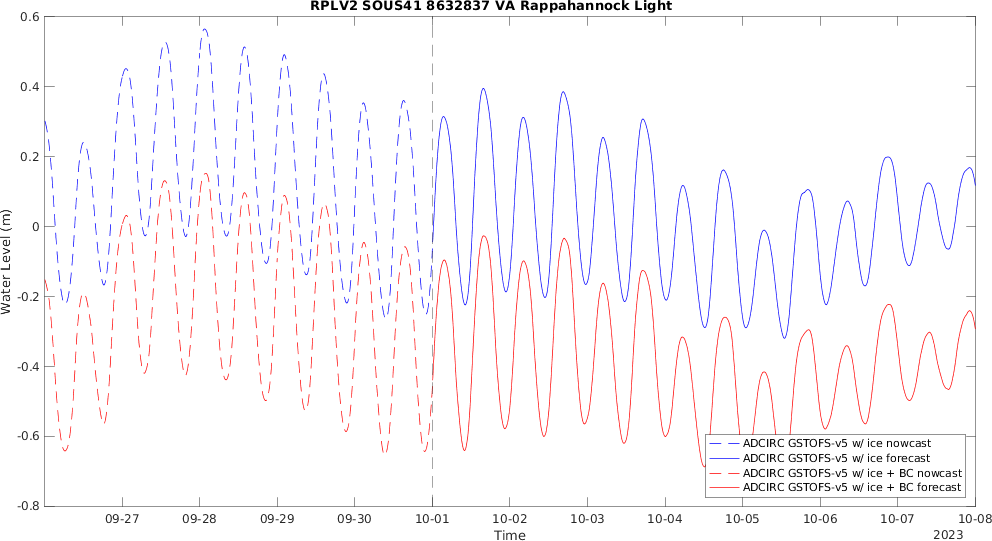 RPLV2 SOUS41 8632837 VA Rappahannock Light
0.6
0.4
0.2
0
-0.2
-0.4
-0.6
-0.8
Water Level (m)
ADCIRC GSTOFS-v5 w/ ice nowcast
ADCIRC GSTOFS-v5 w/ ice forecast
ADCIRC GSTOFS-v5 w/ ice + BC nowcast
ADCIRC GSTOFS-v5 w/ ice + BC forecast
09-27 09-28 09-29 09-30 10-01 10-02 10-03 10-04 10-05 10-06 10-07 10-08
Time
2023